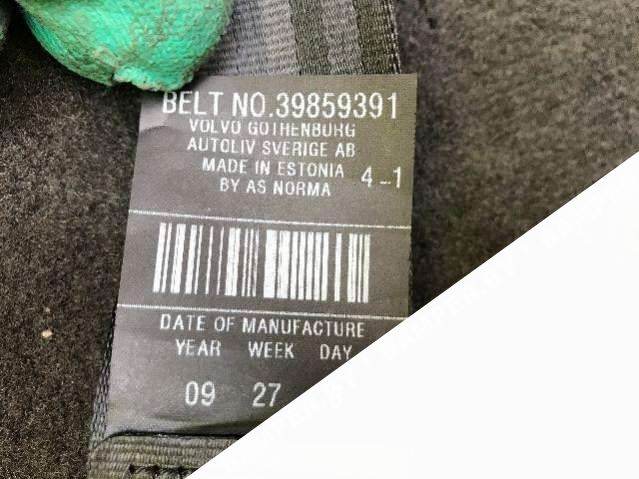 BELT NO.39859391
VOLVO GOTHENBURG
AUTOLIV SVERIGE AB
MADE IN ESTONIA 4-1
BY AS NORMA
DATE OF MANUFACTURE
YEAR WEEK DAY
09 27